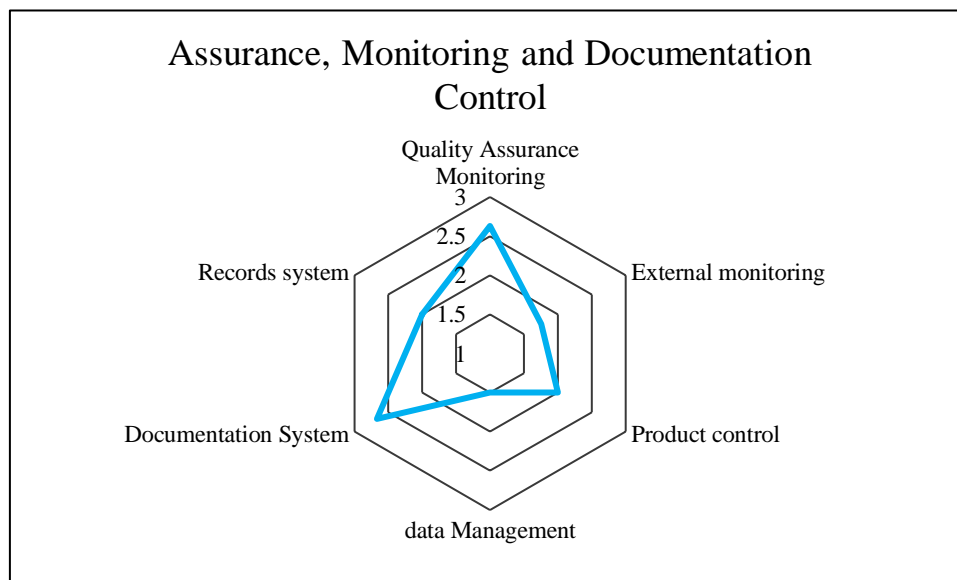 Assurance, Monitoring and Documentation
Control
Quality Assurance
Monitoring
3
2.5
2
1.5
1
External monitoring
Product control
data Management
Documentation System
Records system